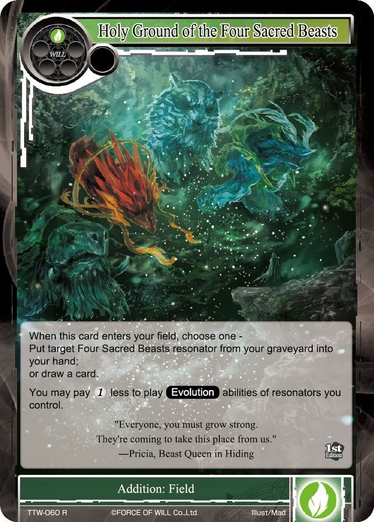 Holy Ground of the Four Sacred Beasts
WILL
When this card enters your field, choose one -
Put target Four Sacred Beasts resonator from your graveyard into
your hand;
or draw a card.
You may pay 1 less to play Evolution abilities of resonators you
control.
"Everyone, you must grow strong.
They're coming to take this place from us."
—Pricia, Beast Queen in Hiding
1st
Edition
Addition: Field
TTW-060 R ©FORCE OF WILL Co.,Ltd. Illust/Mad